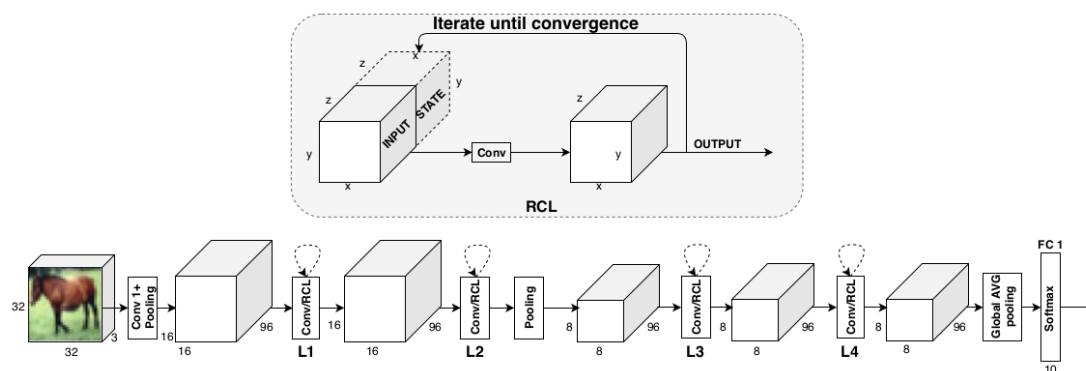 Iterate until convergence
x
z
z
y
STATE
INPUT
y
x
Conv
z
y
x
OUTPUT
RCL
32
32
3
Conv 1+
Pooling
16
16
96
Conv/RCL
L1
16
16
96
Conv/RCL
L2
Pooling
8
8
96
Conv/RCL
L3
8
8
96
Conv/RCL
L4
8
8
96
Global AVG
pooling
FC 1
Softmax
10